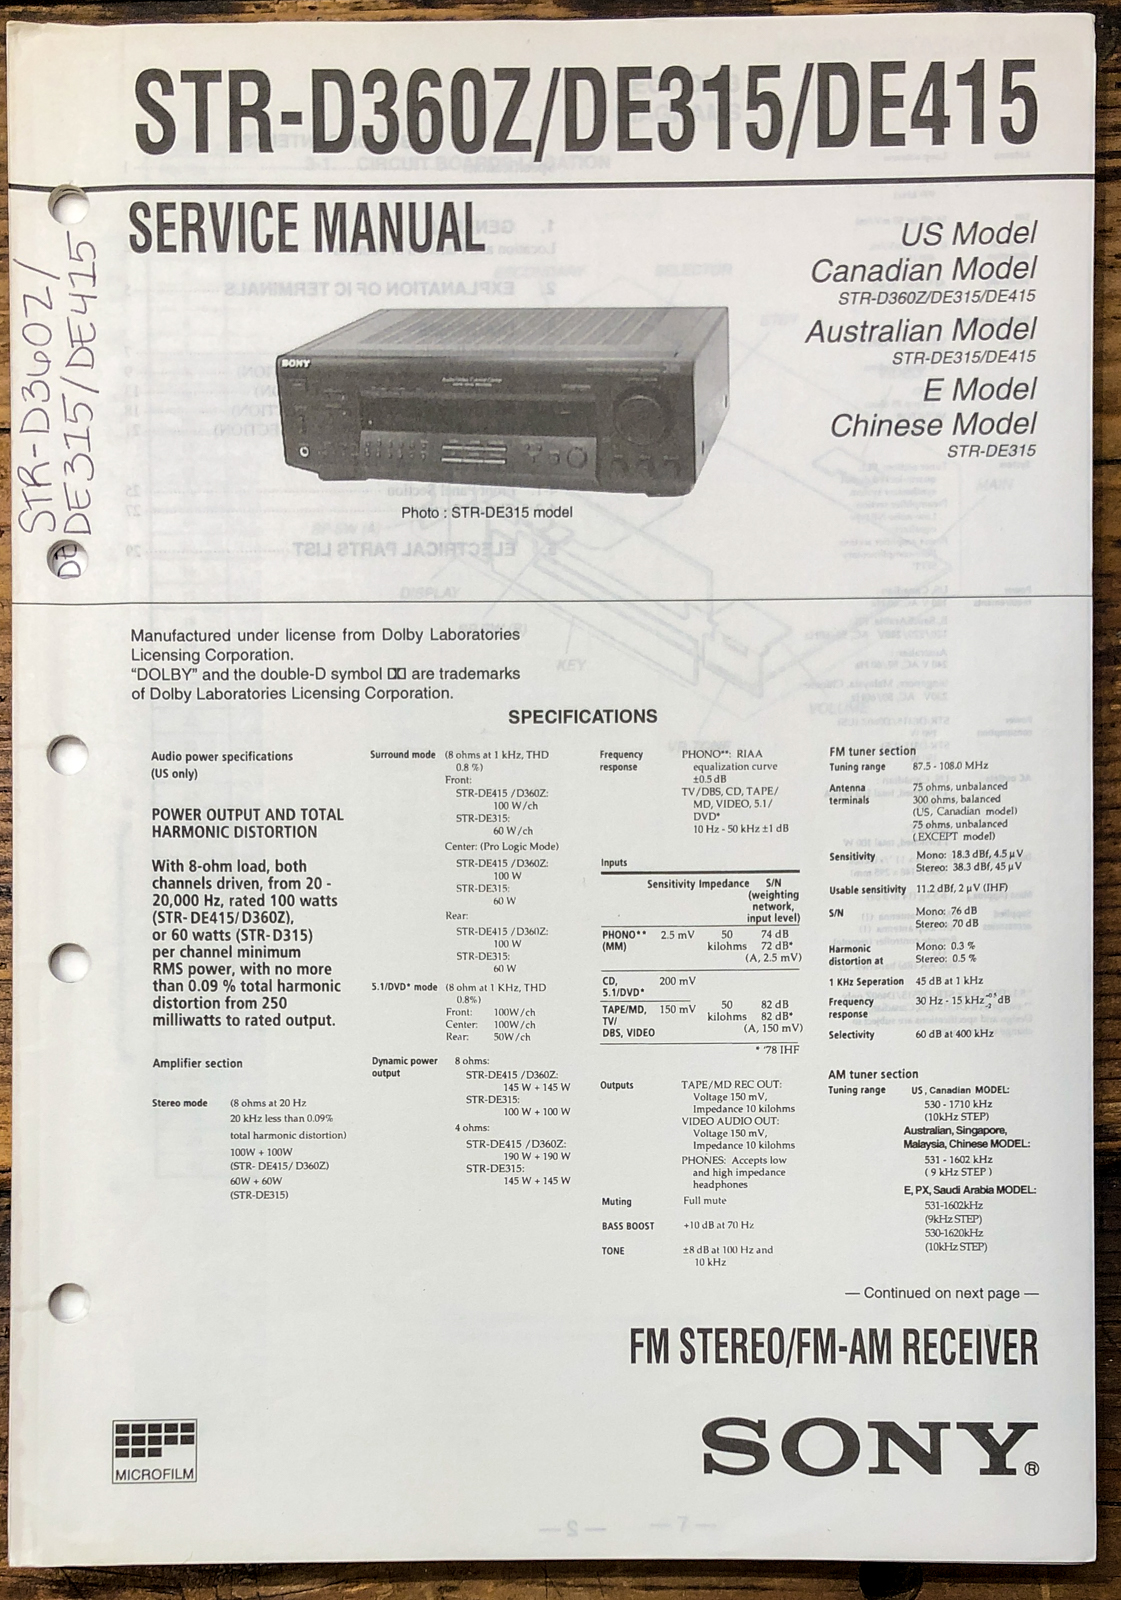 STR-D360Z/DE315/DE415
SERVICE MANUAL
US Model
Canadian Model
STR-D360Z/DE315/DE415
Australian Model
STR-DE315/DE415
E Model
Chinese Model
STR-DE315
STR-D360Z/
DE315/DE415
DE
SONY
Photo : STR-DE315 model
Manufactured under license from Dolby Laboratories
Licensing Corporation.
“DOLBY” and the double-D symbol are trademarks
of Dolby Laboratories Licensing Corporation.
SPECIFICATIONS
Audio power specifications
(US only)
POWER OUTPUT AND TOTAL
HARMONIC DISTORTION
With 8-ohm load, both
channels driven, from 20 -
20,000 Hz, rated 100 watts
(STR- DE415/ D360Z),
or 60 watts (STR- D315)
per channel minimum
RMS power, with no more
than 0.09 % total harmonic
distortion from 250
milliwatts to rated output.
Amplifier section
Stereo mode (8 ohms at 20 Hz
20 kHz less than 0.09%
total harmonic distortion)
100W + 100W
(STR- DE415/ D360Z)
60W + 60W
(STR-DE315)
Surround mode (8 ohms at 1 kHz, THD
0.8 %)
Front:
STR-DE415 /D360Z:
100 W/ch
STR-DE315:
60 W/ch
Center: (Pro Logic Mode)
STR-DE415 /D360Z:
100 W
STR-DE315:
60 W
Rear:
STR-DE415 /D360Z:
100 W
STR-DE315:
60 W
5.1/DVD* mode (8 ohm at 1 KHz, THD
0.8%)
Front: 100W/ch
Center: 100W/ch
Rear: 50W/ch
Dynamic power
output
8 ohms:
STR-DE415 /D360Z:
145 W + 145 W
STR-DE315:
100 W + 100 W
4 ohms:
STR-DE415 /D360Z:
190 W + 190 W
STR-DE315:
145 W + 145 W
Frequency
response
PHONO**: RIAA
equalization curve
±0.5 dB
TV/DBS, CD, TAPE/
MD, VIDEO, 5.1/
DVD*
10 Hz - 50 kHz ±1 dB
Inputs
Sensitivity Impedance S/N
(weighting
network,
input level)
PHONO** 2.5 mV 50 74 dB
(MM) kilohms 72 dB*
(A, 2.5 mV)
CD, 200 mV
5.1/DVD*
TAPE/MD, 150 mV 50 82 dB
TV/ kilohms 82 dB*
DBS, VIDEO (A, 150 mV)
* '78 IHF
Outputs TAPE/MD REC OUT:
Voltage 150 mV,
Impedance 10 kilohms
VIDEO AUDIO OUT:
Voltage 150 mV,
Impedance 10 kilohms
PHONES: Accepts low
and high impedance
headphones
Muting Full mute
BASS BOOST +10 dB at 70 Hz
TONE ±8 dB at 100 Hz and
10 kHz
FM tuner section
Tuning range 87.5 - 108.0 MHz
Antenna
terminals
75 ohms, unbalanced
300 ohms, balanced
(US, Canadian model)
75 ohms, unbalanced
(EXCEPT model)
Sensitivity Mono: 18.3 dBf, 4.5 µV
Stereo: 38.3 dBf, 45 µV
Usable sensitivity 11.2 dBf, 2 µV (IHF)
S/N Mono: 76 dB
Stereo: 70 dB
Harmonic Mono: 0.3 %
distortion at Stereo: 0.5 %
1 KHz Seperation 45 dB at 1 kHz
Frequency 30 Hz - 15 kHz +0.5 -2 dB
response
Selectivity 60 dB at 400 kHz
AM tuner section
Tuning range US, Canadian MODEL:
530 - 1710 kHz
(10kHz STEP)
Australian, Singapore,
Malaysia, Chinese MODEL:
531 - 1602 kHz
( 9 kHz STEP )
E, PX, Saudi Arabia MODEL:
531-1602kHz
(9kHz STEP)
530-1620kHz
(10kHz STEP)
— Continued on next page —
FM STEREO/FM-AM RECEIVER
MICROFILM
SONY®